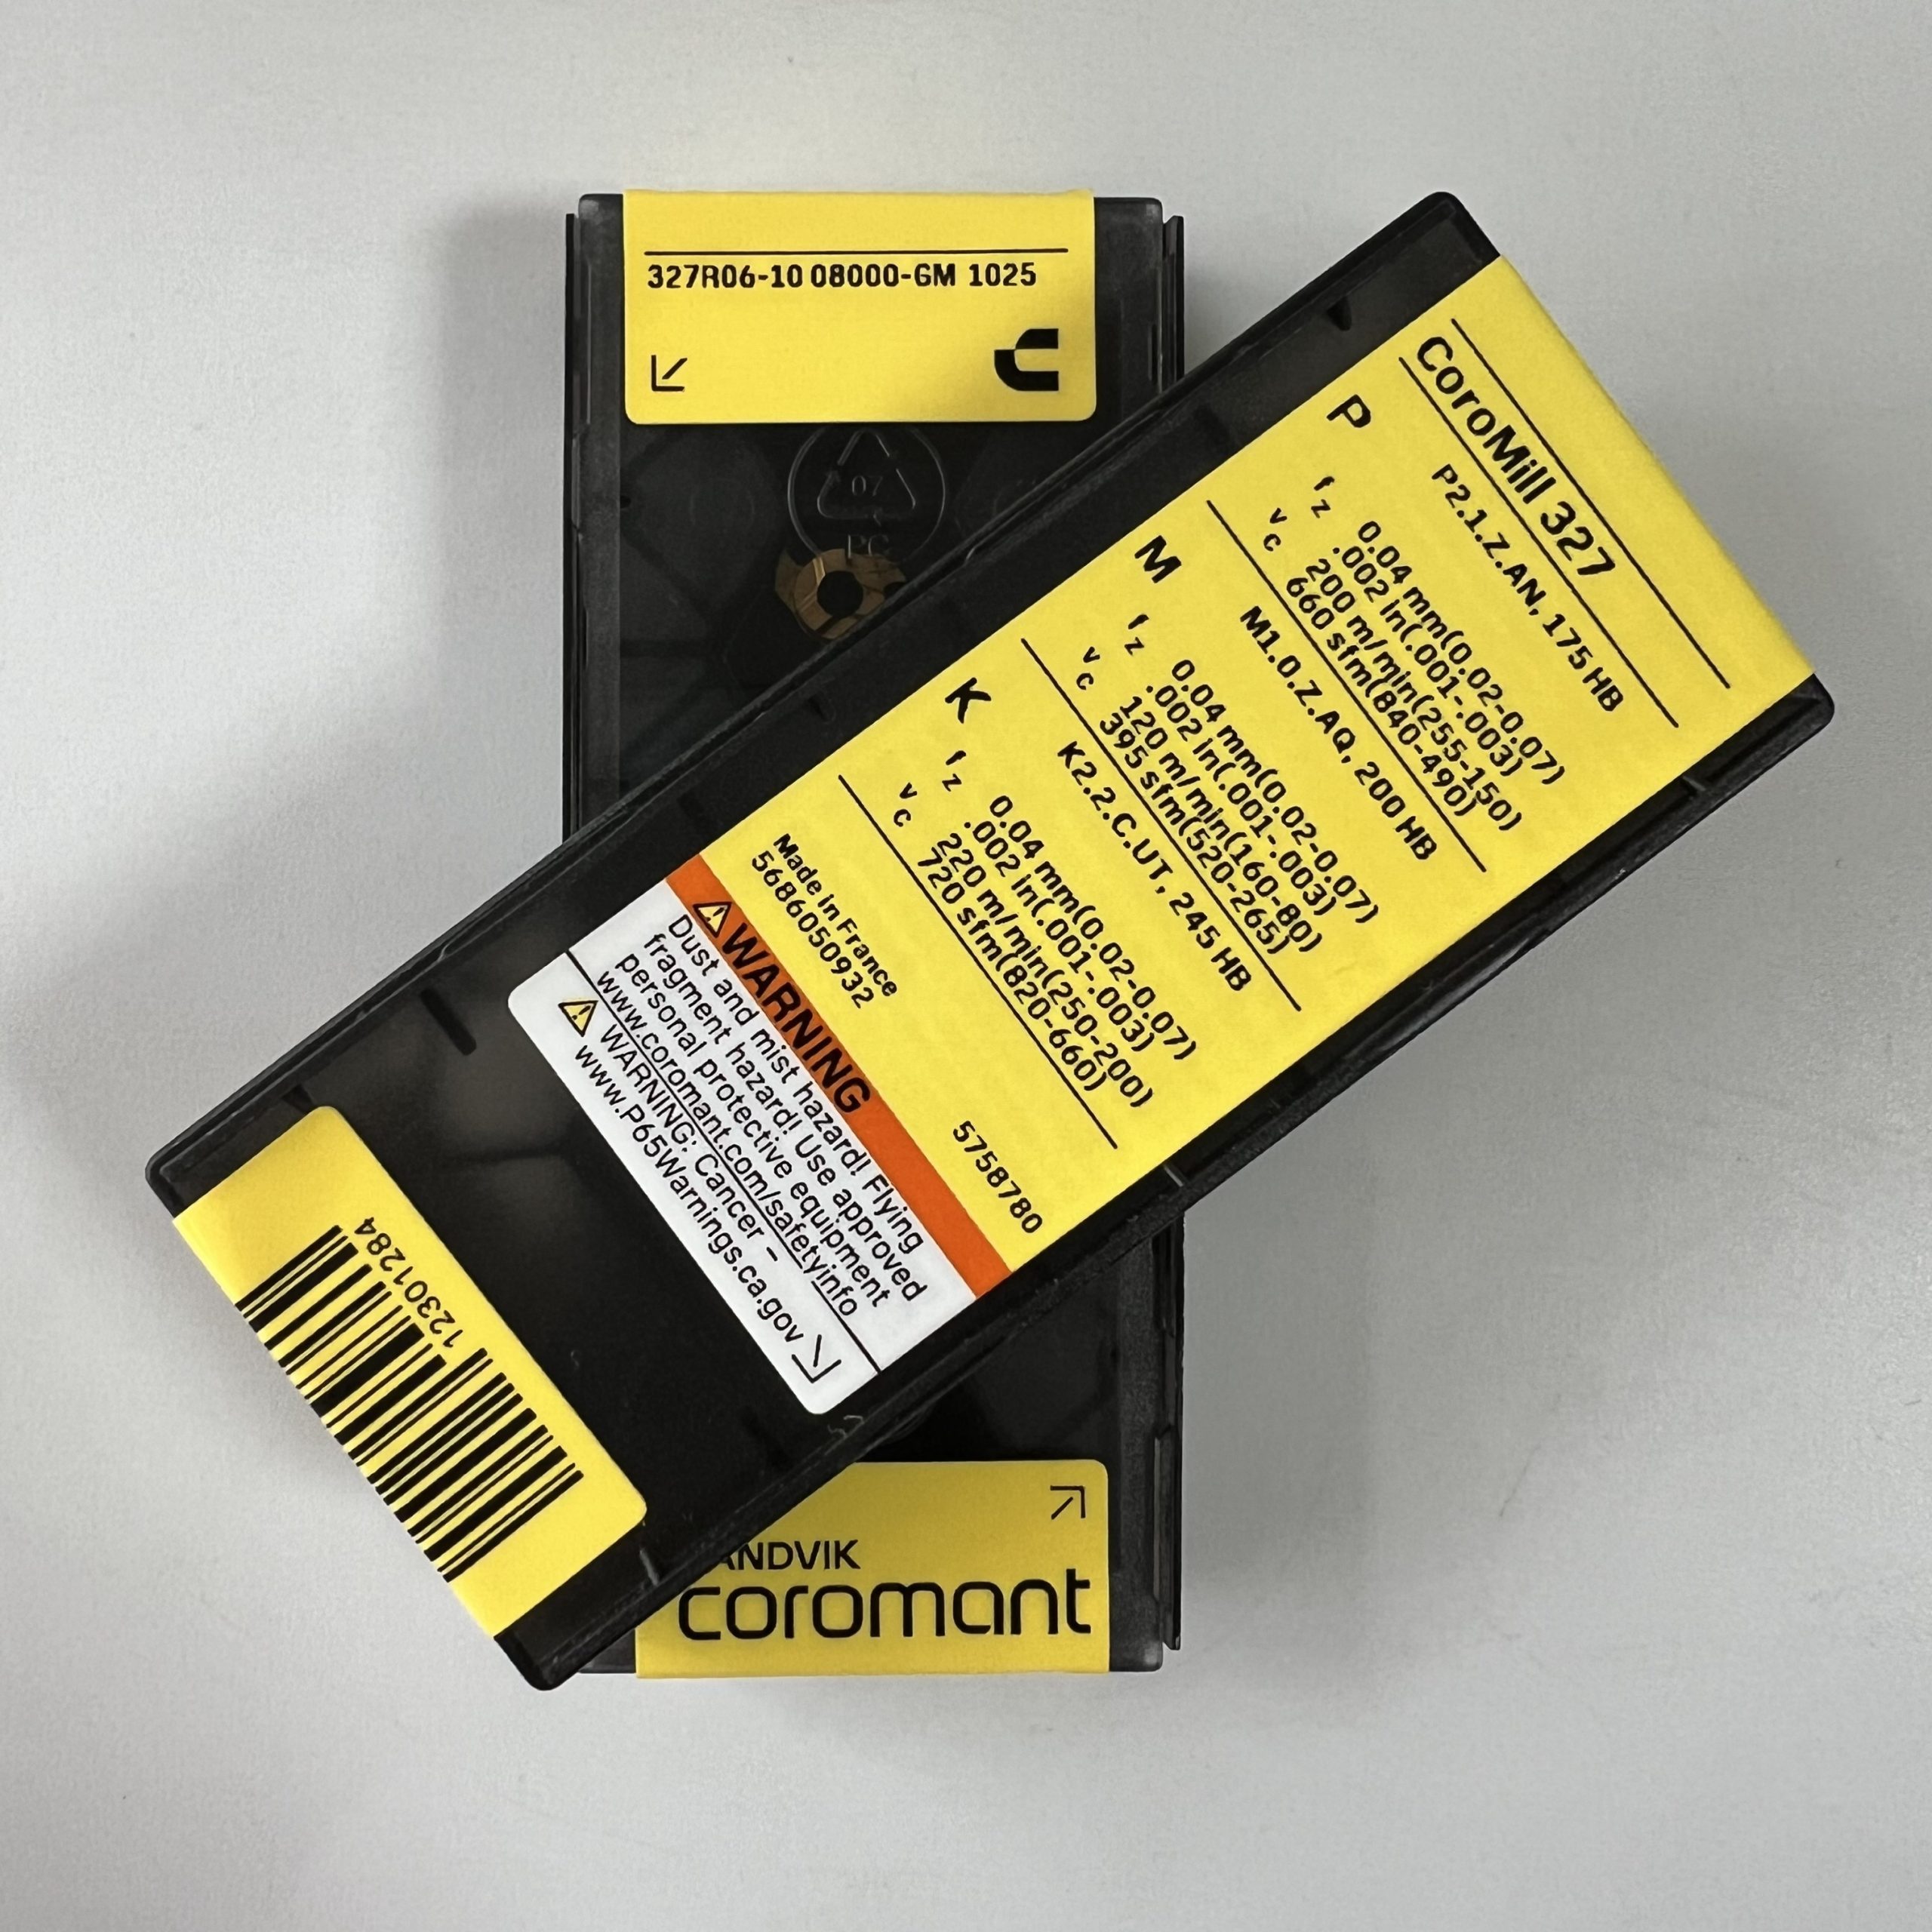 327R06-10 08000-GM 1025
07
PC
CoroMill 327
P P2.1.Z.AN, 175 HB
fz 0.04 mm(0.02-0.07)
.002 in(.001-.003)
vc 200 m/min(255-150)
660 sfm(840-490)
M M1.0.Z.AQ, 200 HB
fz 0.04 mm(0.02-0.07)
.002 in(.001-.003)
vc 120 m/min(160-80)
395 sfm(520-265)
K K2.2.C.UT, 245 HB
fz 0.04 mm(0.02-0.07)
.002 in(.001-.003)
vc 220 m/min(250-200)
720 sfm(820-660)
Made in France
5686050932 5758780
WARNING
Dust and mist hazard! Flying
fragment hazard! Use approved
personal protective equipment
www.coromant.com/safetyinfo
WARNING: Cancer –
www.P65Warnings.ca.gov
12301284
ANDVIK
coromant